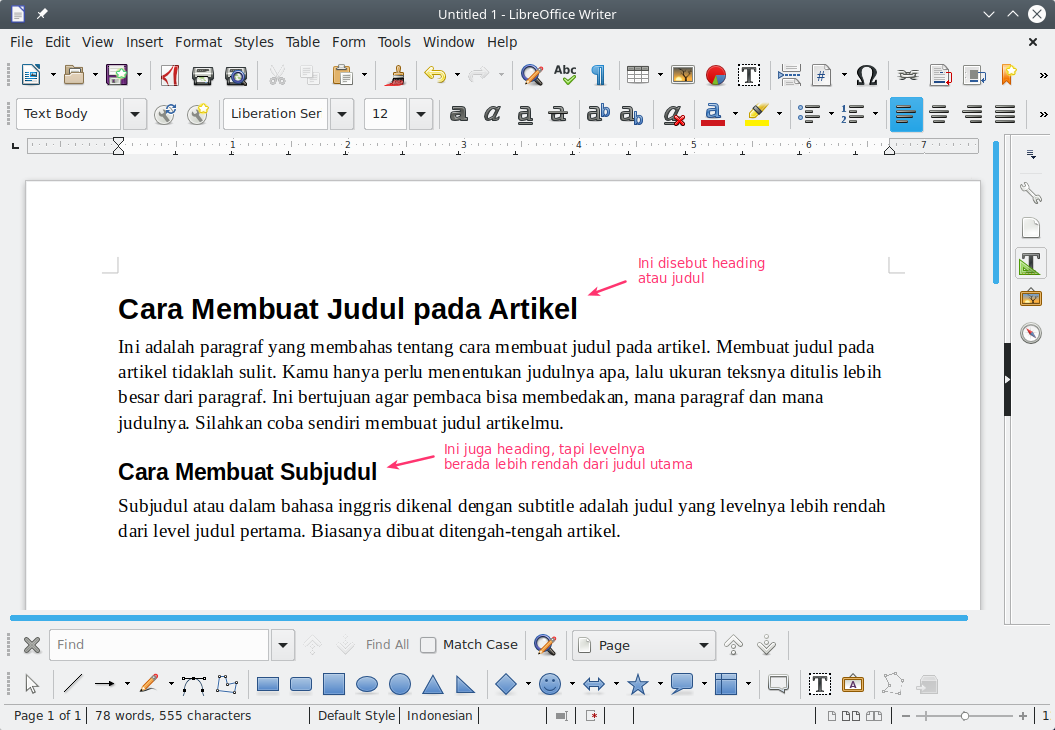 Untitled 1 - LibreOffice Writer
File Edit View Insert Format Styles Table Form Tools Window Help
Abc
Text Body Liberation Ser 12
1 2 3 4 5 6 7
Ini disebut heading
atau judul
Cara Membuat Judul pada Artikel
Ini adalah paragraf yang membahas tentang cara membuat judul pada artikel. Membuat judul pada
artikel tidaklah sulit. Kamu hanya perlu menentukan judulnya apa, lalu ukuran teksnya ditulis lebih
besar dari paragraf. Ini bertujuan agar pembaca bisa membedakan, mana paragraf dan mana
judulnya. Silahkan coba sendiri membuat judul artikelmu.
Ini juga heading, tapi levelnya
berada lebih rendah dari judul utama
Cara Membuat Subjudul
Subjudul atau dalam bahasa inggris dikenal dengan subtitle adalah judul yang levelnya lebih rendah
dari level judul pertama. Biasanya dibuat ditengah-tengah artikel.
Find Find All Match Case Page
Page 1 of 1 78 words, 555 characters Default Style Indonesian 1